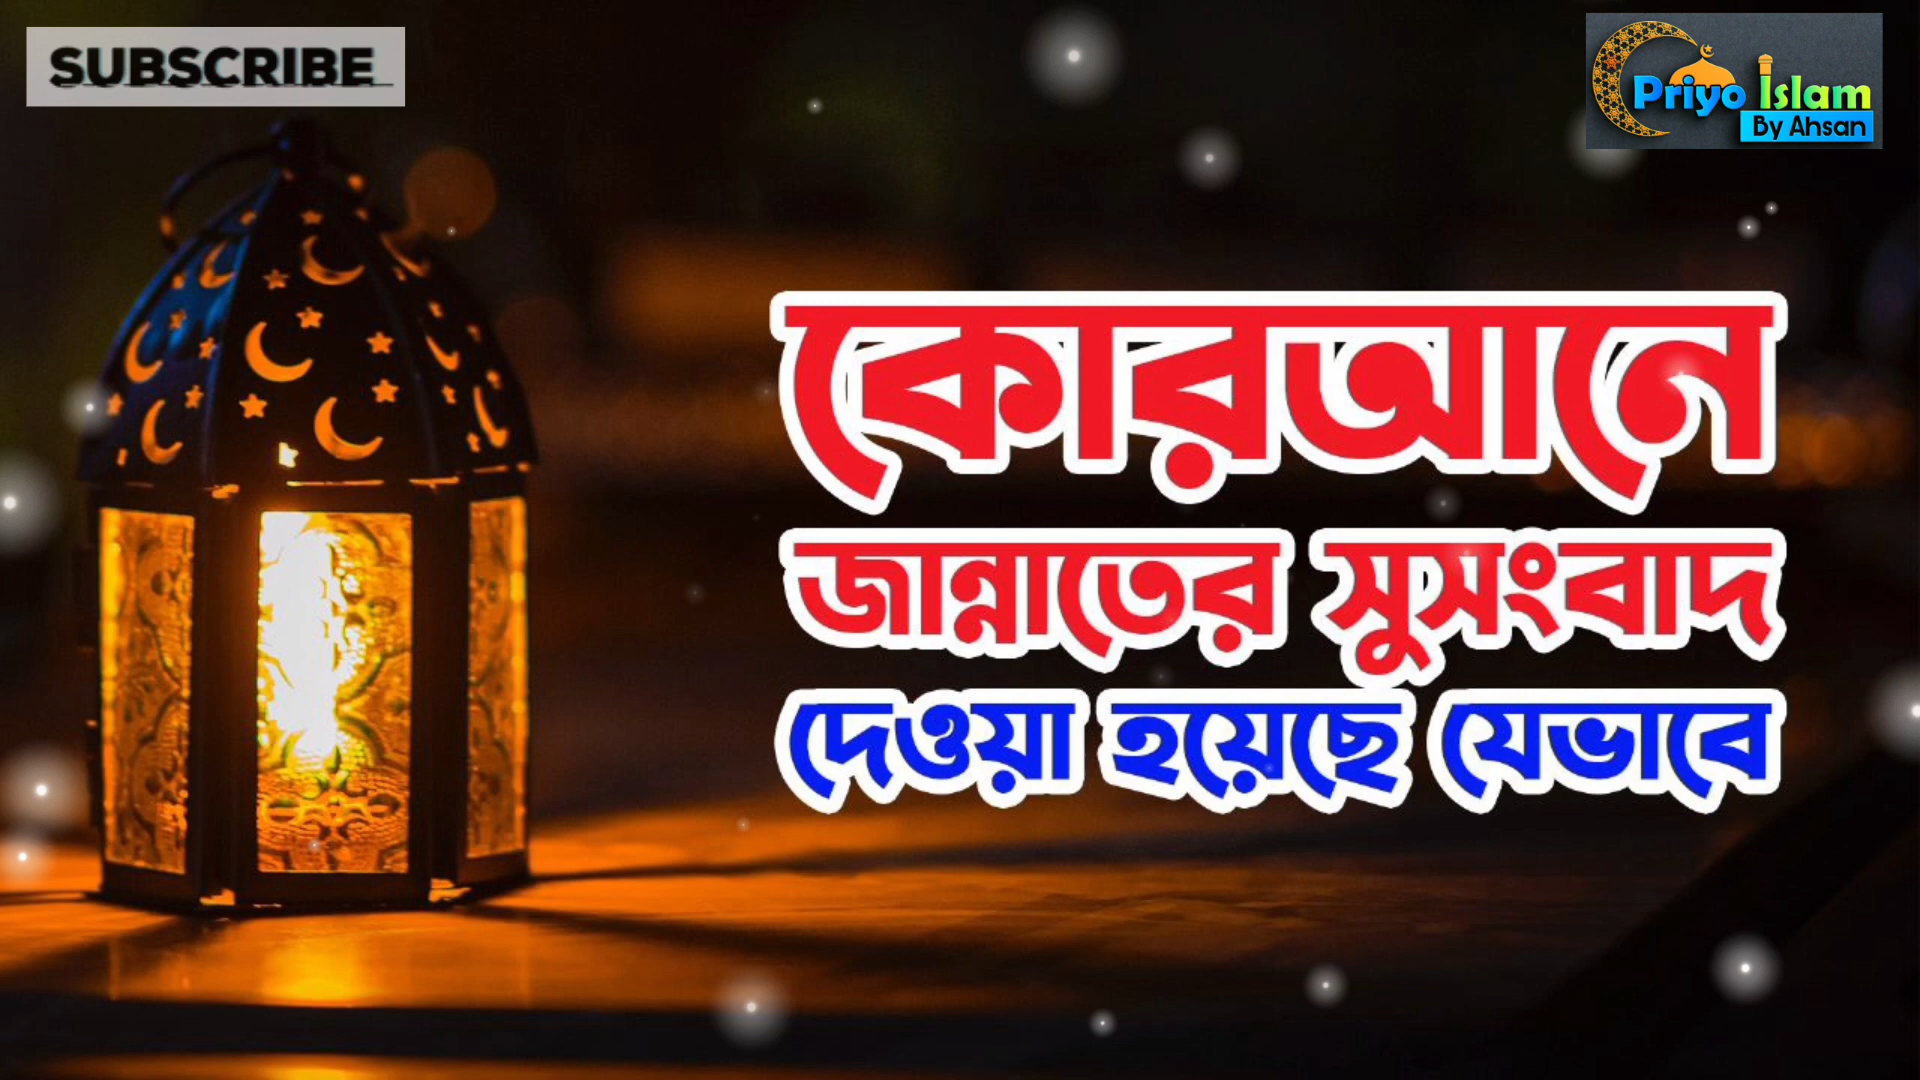 SUBSCRIBE
Priyo Islam
By Ahsan
কোরআনে
জান্নাতের সুসংবাদ
দেওয়া হয়েছে যেভাবে